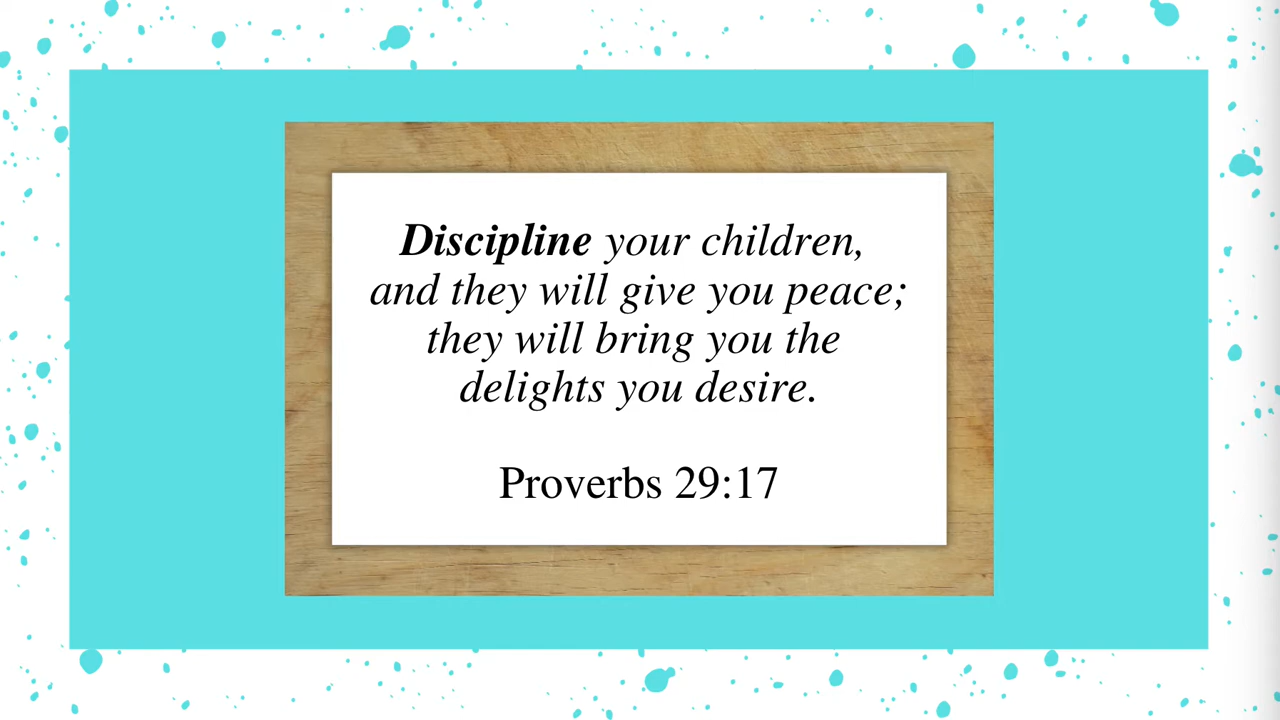 Discipline your children,
and they will give you peace;
they will bring you the
delights you desire.
Proverbs 29:17